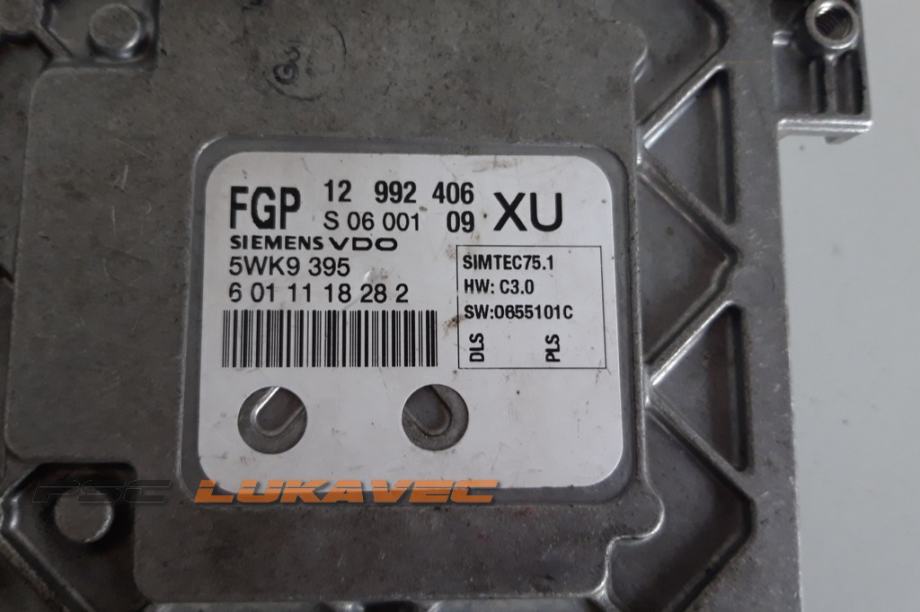 FGP 12 992 406 XU
S 06 001 09
SIEMENS VDO
5WK9 395
6 01 11 18 28 2
SIMTEC75.1
HW: C3.0
SW:0655101C
DLS PLS
PSC LUKAVEC